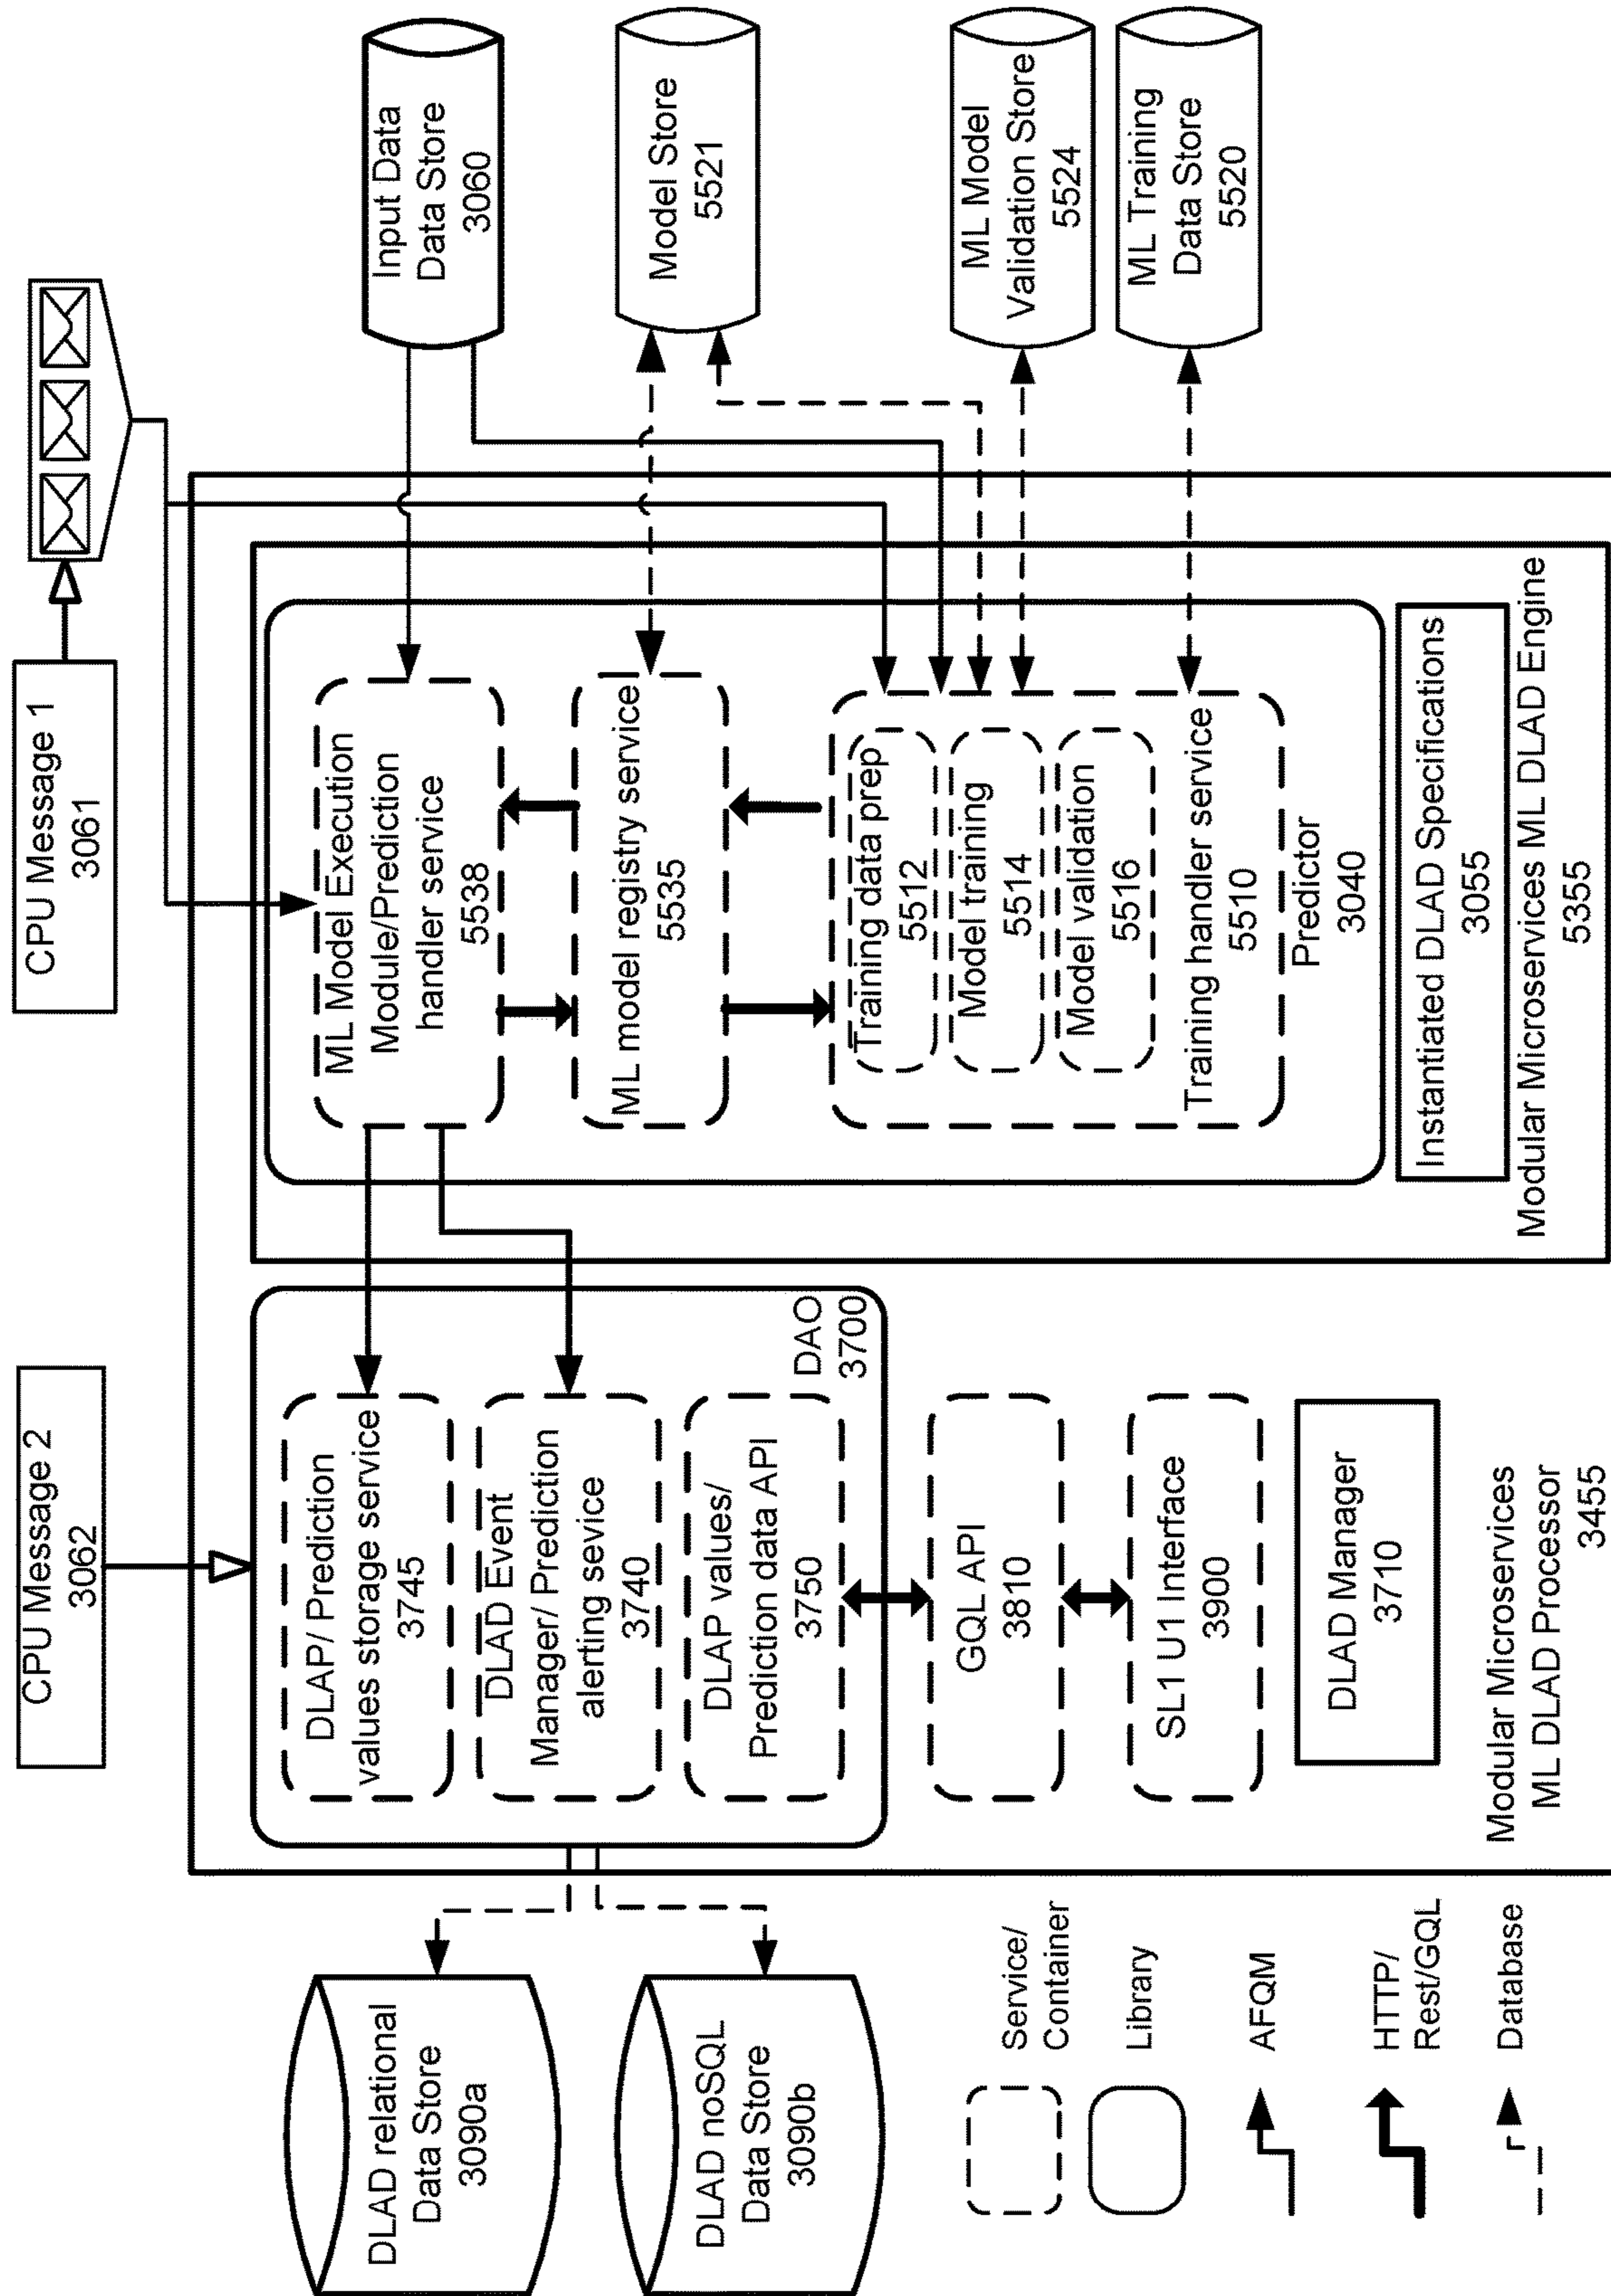 CPU Message 2
3062
CPU Message 1
3061
DLAD relational
Data Store
3090a
DLAD noSQL
Data Store
3090b
DLAP/ Prediction
values storage service
3745
DLAD Event
Manager/ Prediction
alerting sevice
3740
DLAP values/
Prediction data API
3750
DAO
3700
GQL API
3810
SL1 U1 Interface
3900
DLAD Manager
3710
Modular Microservices
ML DLAD Processor
3455
ML Model Execution
Module/Prediction
handler service
5538
ML model registry service
5535
Training data prep
5512
Model training
5514
Model validation
5516
Training handler service
5510
Predictor
3040
Instantiated DLAD Specifications
3055
Modular Microservices ML DLAD Engine
5355
Input Data
Data Store
3060
Model Store
5521
ML Model
Validation Store
5524
ML Training
Data Store
5520
Service/
Container
Library
AFQM
HTTP/
Rest/GQL
Database